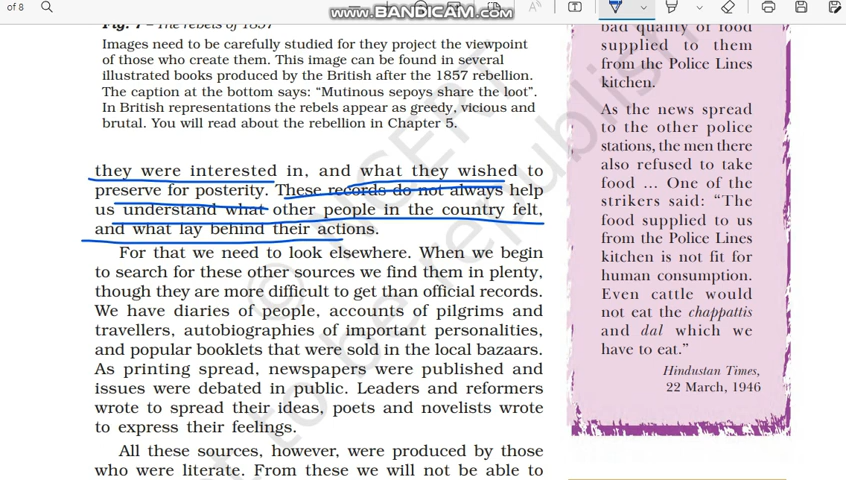 of 8
www.BANDICAM.com
Fig. 7 – The rebels of 1857
Images need to be carefully studied for they project the viewpoint
of those who create them. This image can be found in several
illustrated books produced by the British after the 1857 rebellion.
The caption at the bottom says: “Mutinous sepoys share the loot”.
In British representations the rebels appear as greedy, vicious and
brutal. You will read about the rebellion in Chapter 5.
they were interested in, and what they wished to
preserve for posterity. These records do not always help
us understand what other people in the country felt,
and what lay behind their actions.
For that we need to look elsewhere. When we begin
to search for these other sources we find them in plenty,
though they are more difficult to get than official records.
We have diaries of people, accounts of pilgrims and
travellers, autobiographies of important personalities,
and popular booklets that were sold in the local bazaars.
As printing spread, newspapers were published and
issues were debated in public. Leaders and reformers
wrote to spread their ideas, poets and novelists wrote
to express their feelings.
All these sources, however, were produced by those
who were literate. From these we will not be able to
bad quality of food
supplied to them
from the Police Lines
kitchen.
As the news spread
to the other police
stations, the men there
also refused to take
food ... One of the
strikers said: “The
food supplied to us
from the Police Lines
kitchen is not fit for
human consumption.
Even cattle would
not eat the chappattis
and dal which we
have to eat.”
Hindustan Times,
22 March, 1946
© NCERT
be republish